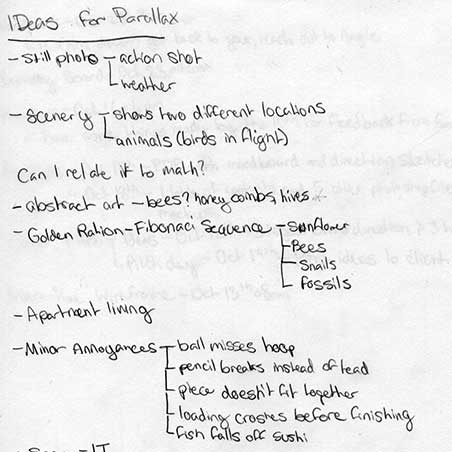 IDeas for Parallax
- Still photo - action shot
- weather
- Scenery - shows two different locations
- animals (birds in flight)
Can I relate it to math?
- abstract art - bees? honey combs, hives
- Golden Ration - Fibonaci Sequence - Sunflower
- Bees
- Snails
- fossils
- Apartment living
- Minor Annoyances - ball misses hoop
- pencil breaks instead of lead
- piece doesn't fit together
- loading crashes before finishing
- fish falls off sushi